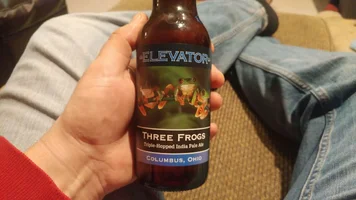 ELEVATOR
THREE FROGS
Triple-Hopped India Pale Ale
COLUMBUS, OHIO